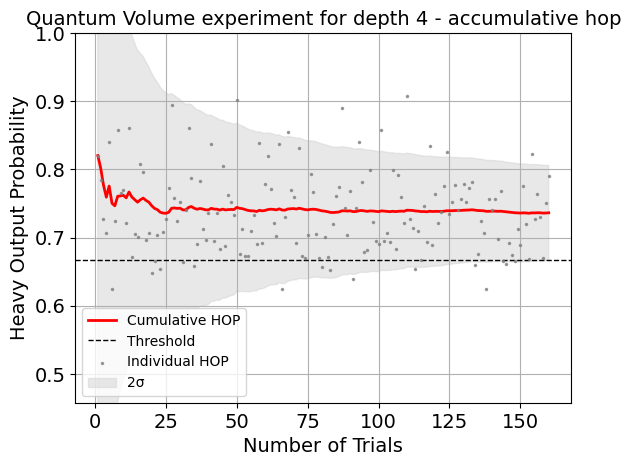 Quantum Volume experiment for depth 4 - accumulative hop
1.0
0.9
0.8
0.7
0.6
0.5
Heavy Output Probability
Cumulative HOP
Threshold
Individual HOP
2σ
0 25 50 75 100 125 150
Number of Trials